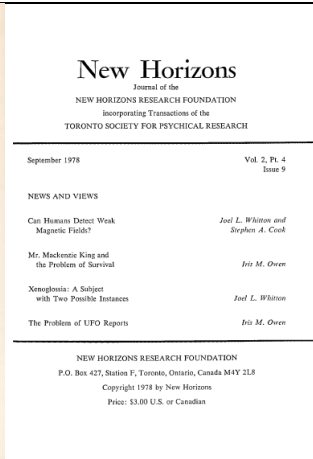 New Horizons
Journal of the
NEW HORIZONS RESEARCH FOUNDATION
incorporating Transactions of the
TORONTO SOCIETY FOR PSYCHICAL RESEARCH
September 1978
Vol. 2, Pt. 4
Issue 9
NEWS AND VIEWS
Can Humans Detect Weak
Magnetic Fields?
Joel L. Whitton and
Stephen A. Cook
Mr. Mackenzie King and
the Problem of Survival
Iris M. Owen
Xenoglossia: A Subject
with Two Possible Instances
Joel L. Whitton
The Problem of UFO Reports
Iris M. Owen
NEW HORIZONS RESEARCH FOUNDATION
P.O. Box 427, Station F, Toronto, Ontario, Canada M4Y 2L8
Copyright 1978 by New Horizons
Price: $3.00 U.S. or Canadian